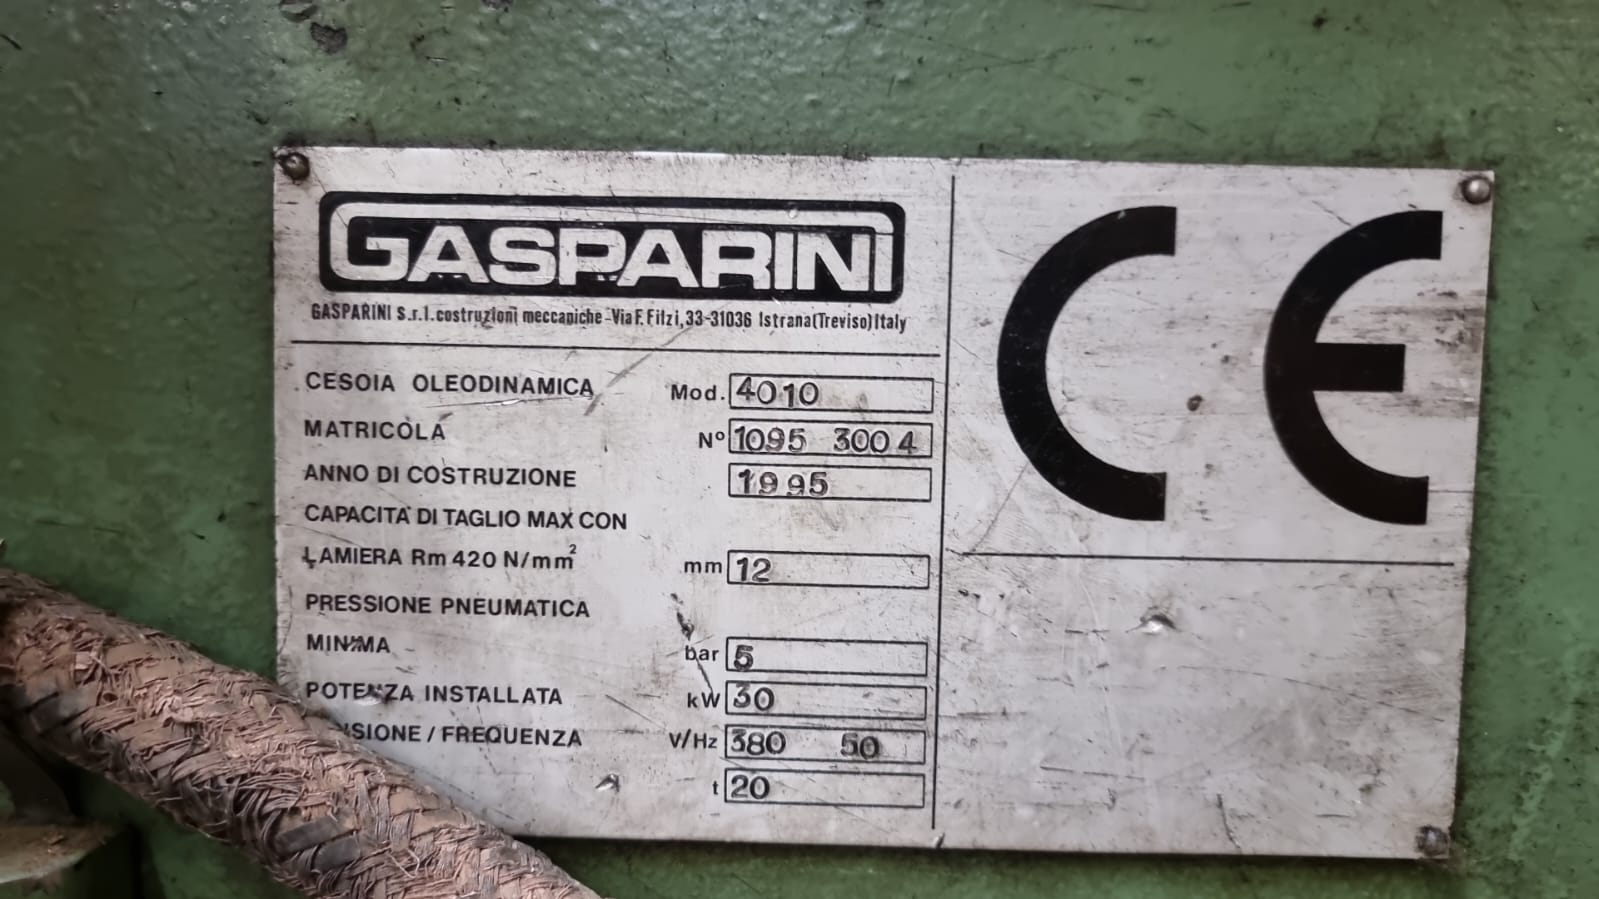 GASPARINI
GASPARINI S.r.l. costruzioni meccaniche - Via F. Filzi, 33-31036 Istrana (Treviso) Italy
CESOIA OLEODINAMICA Mod. 4010
MATRICOLA N° 1095 3004
ANNO DI COSTRUZIONE 1995
CAPACITÀ DI TAGLIO MAX CON
LAMIERA Rm 420 N/mm² mm 12
PRESSIONE PNEUMATICA
MINIMA bar 5
POTENZA INSTALLATA kW 30
SIONE / FREQUENZA V/Hz 380 50
t 20
CE